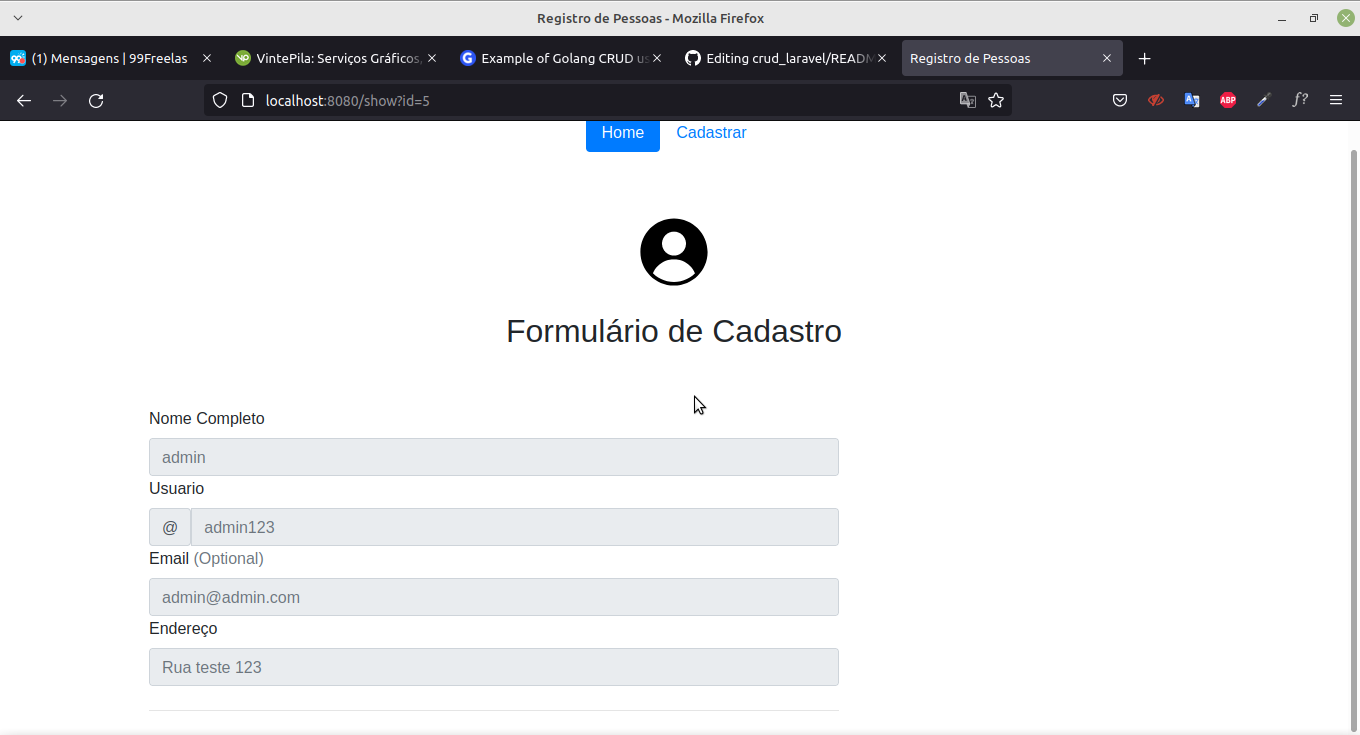 Registro de Pessoas - Mozilla Firefox
(1) Mensagens | 99Freelas
VintePila: Serviços Gráficos,
Example of Golang CRUD us
Editing crud_laravel/READM
Registro de Pessoas
localhost:8080/show?id=5
ABP
f?
Home
Cadastrar
Formulário de Cadastro
Nome Completo
admin
Usuario
@ admin123
Email (Optional)
admin@admin.com
Endereço
Rua teste 123